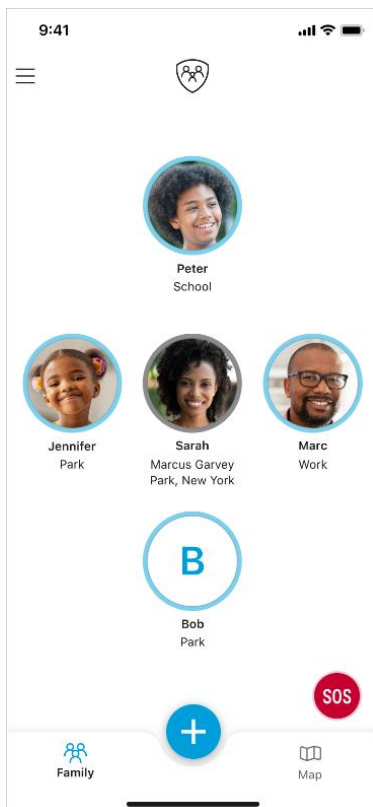 9:41
Peter
School
Jennifer
Park
Sarah
Marcus Garvey
Park, New York
Marc
Work
B
Bob
Park
SOS
+
Family
Map